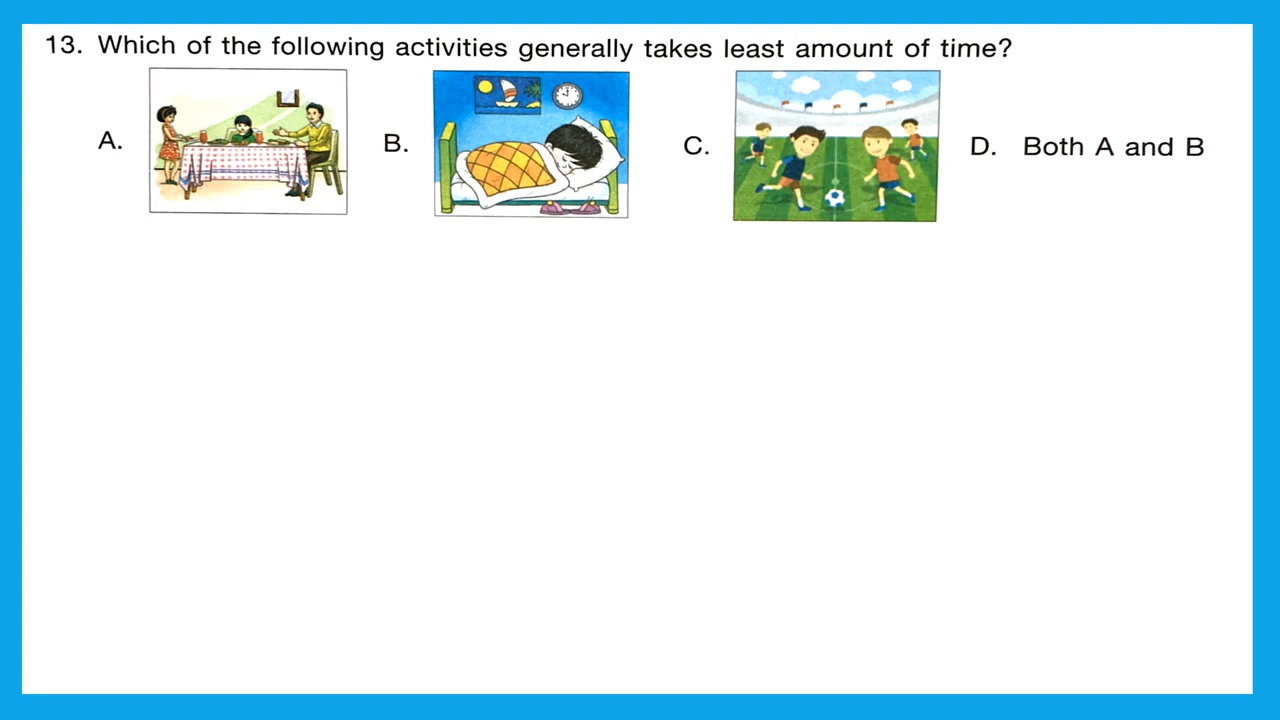 13. Which of the following activities generally takes least amount of time?
A. B. C. D. Both A and B